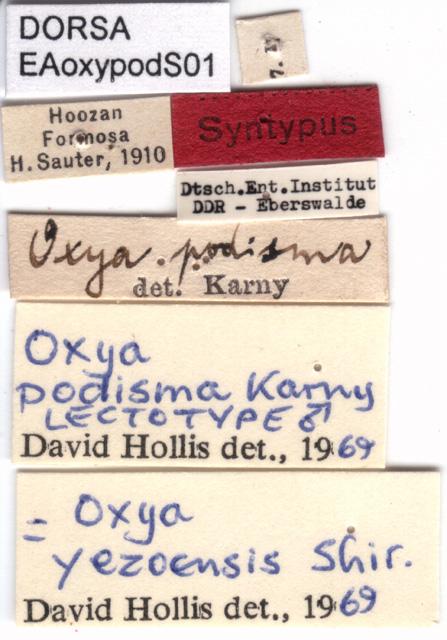 DORSA
EAoxypodS01
7.
Hoozan
Formosa
H. Sauter, 1910
Syntypus
Dtsch.Ent.Institut
DDR - Eberswalde
Oxya podisma
det. Karny
Oxya
podisma Karny
LECTOTYPE ♂
David Hollis det., 1969
= Oxya
yezoensis Shir.
David Hollis det., 1969